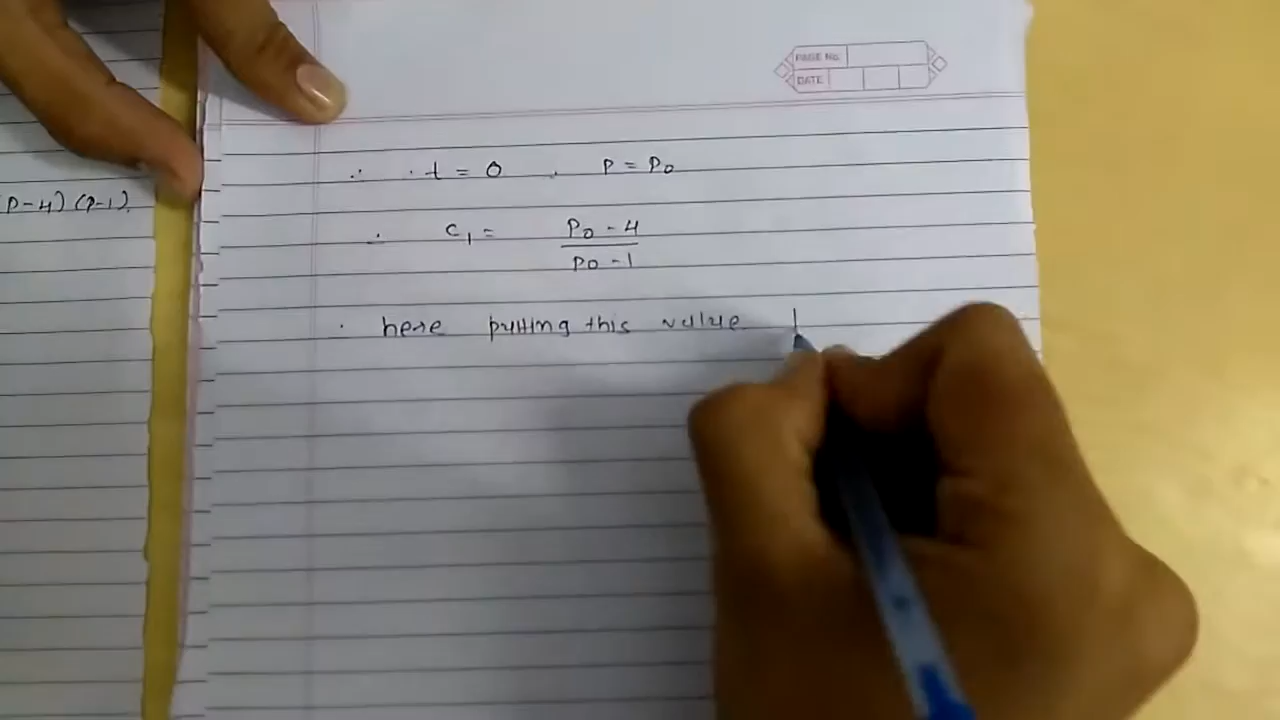 PAGE No.
DATE
(P-4) (P-1).
∴ t = 0 . P = P0
∴ C1 = P0 - 4
P0 - 1
. here putting this value